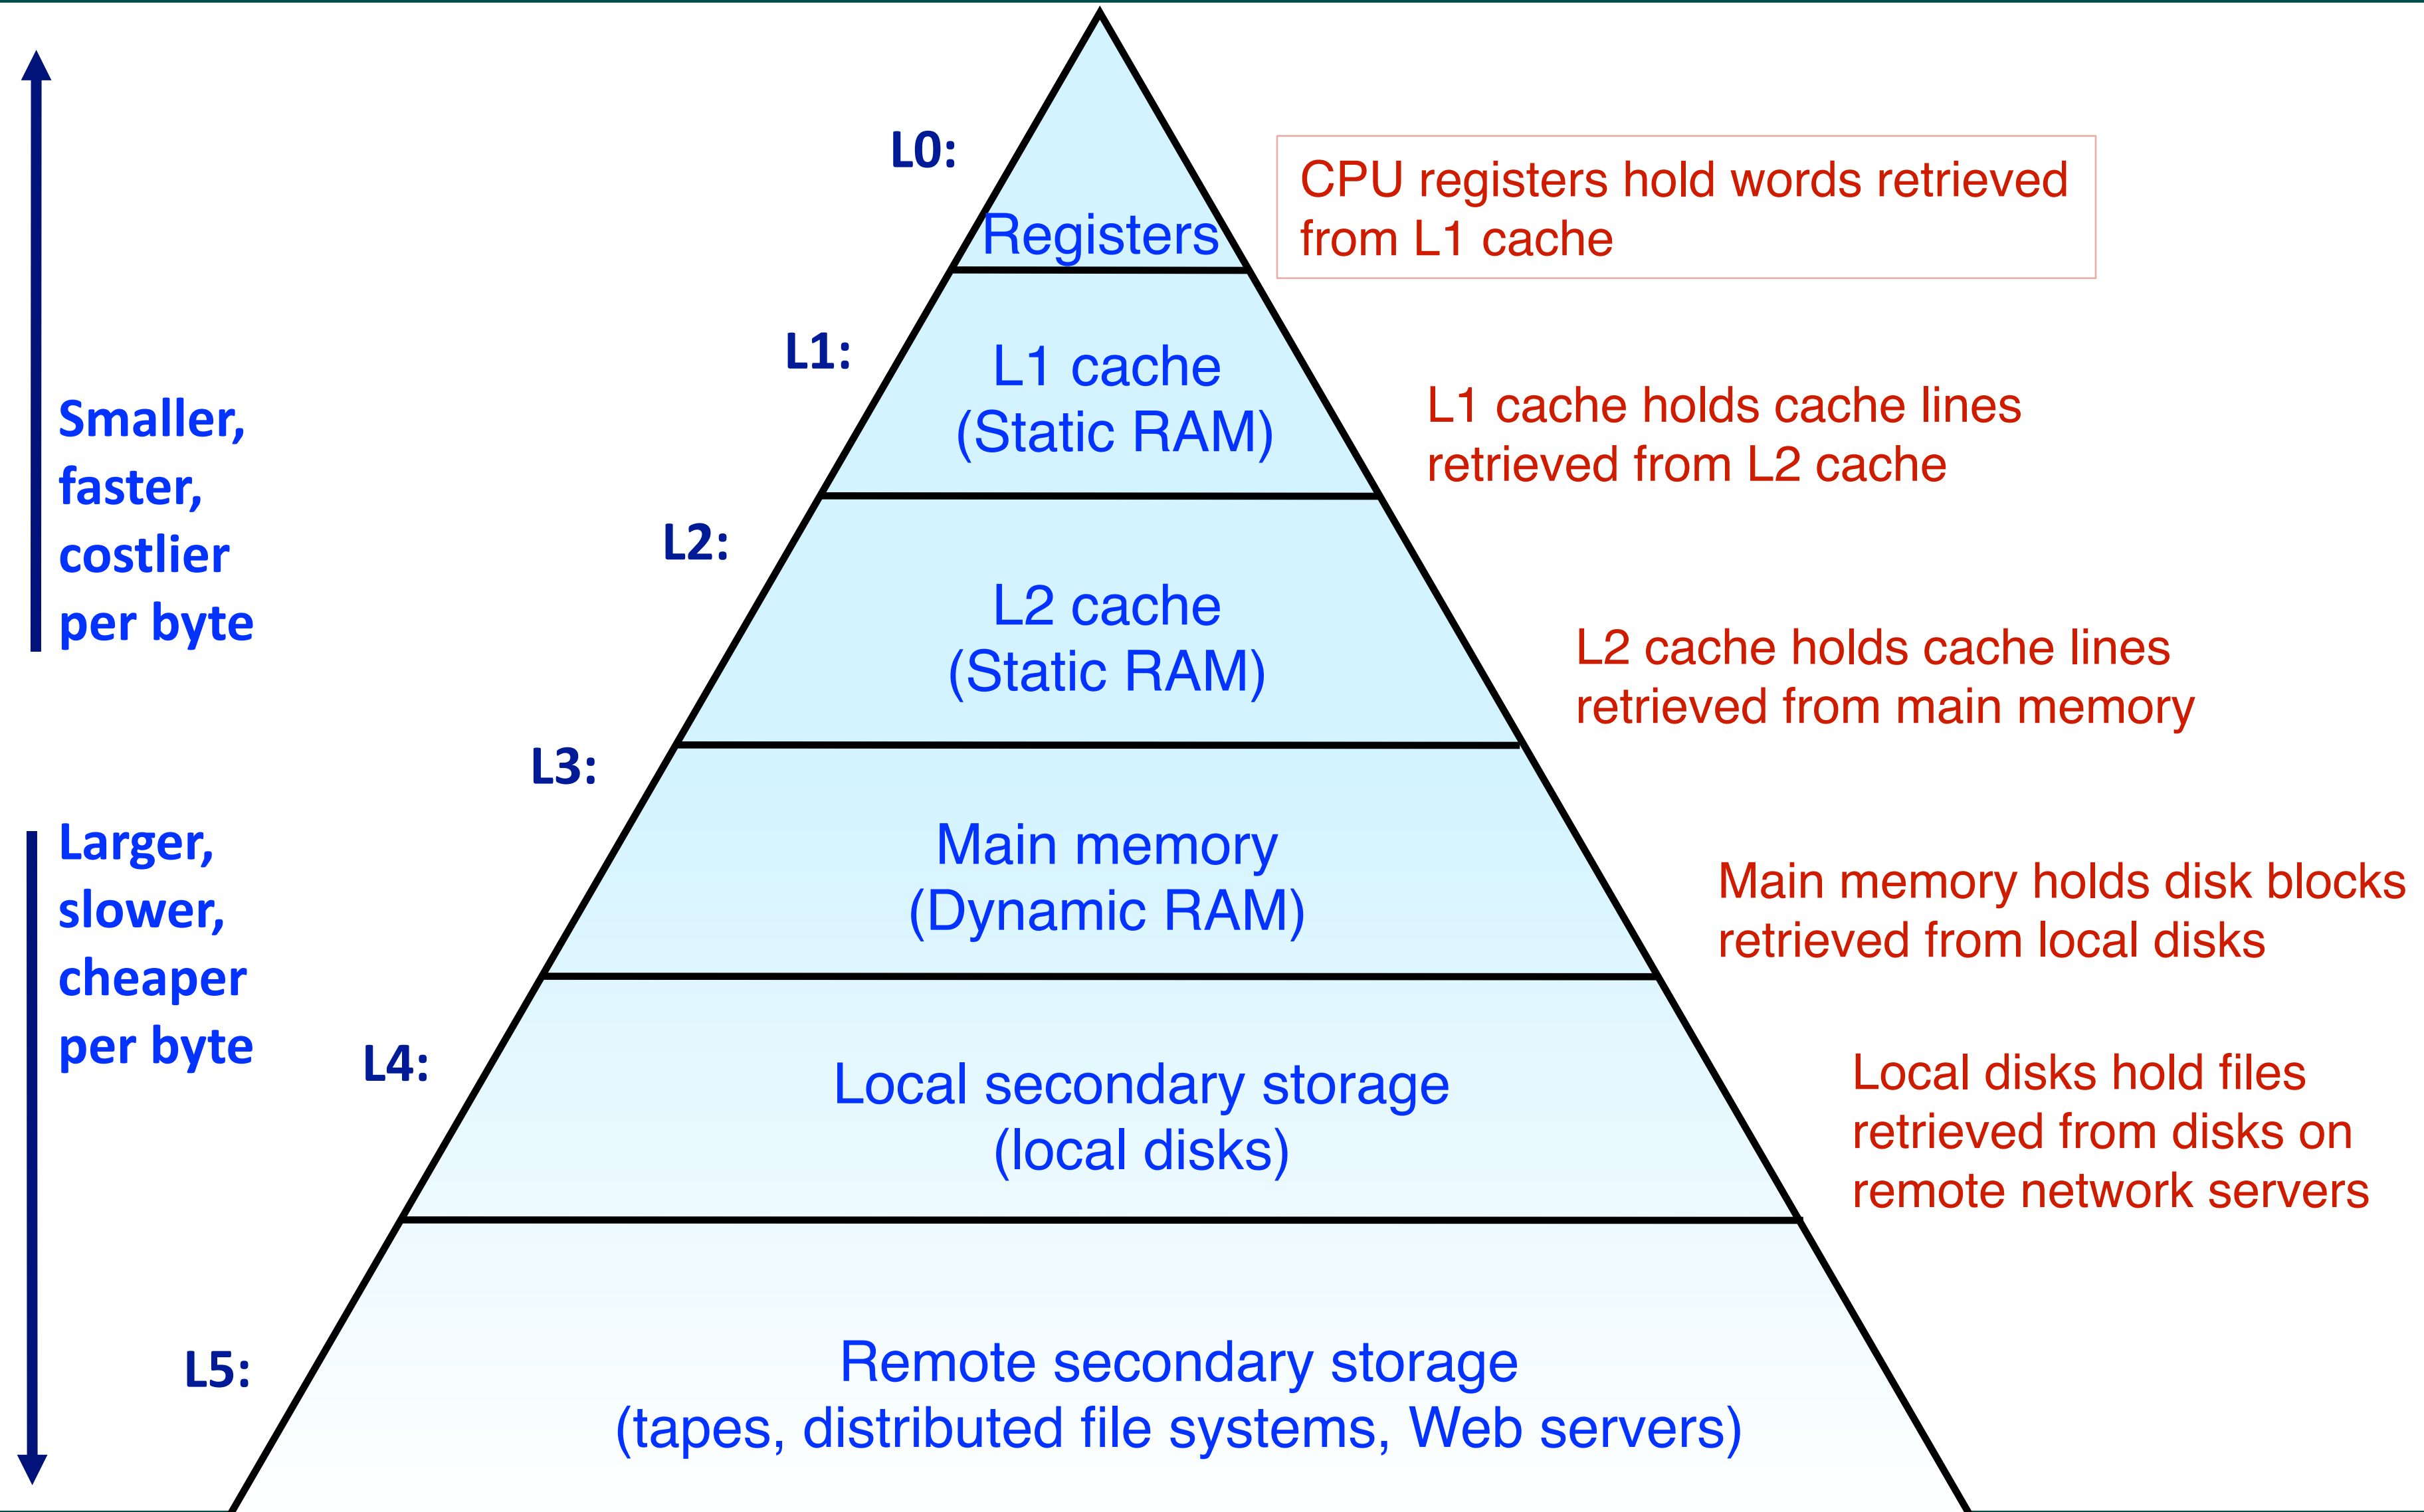 L0:
Registers
CPU registers hold words retrieved
from L1 cache
L1:
L1 cache
(Static RAM)
L1 cache holds cache lines
retrieved from L2 cache
Smaller,
faster,
costlier
per byte
L2:
L2 cache
(Static RAM)
L2 cache holds cache lines
retrieved from main memory
L3:
Main memory
(Dynamic RAM)
Main memory holds disk blocks
retrieved from local disks
Larger,
slower,
cheaper
per byte
L4:
Local secondary storage
(local disks)
Local disks hold files
retrieved from disks on
remote network servers
L5:
Remote secondary storage
(tapes, distributed file systems, Web servers)